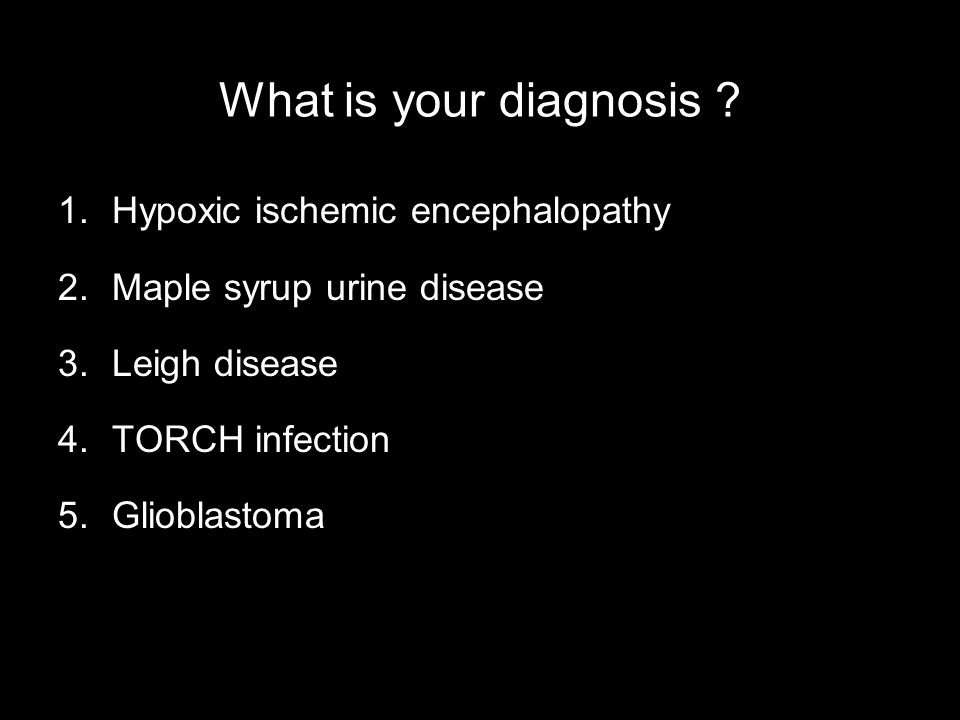 What is your diagnosis ?
1. Hypoxic ischemic encephalopathy
2. Maple syrup urine disease
3. Leigh disease
4. TORCH infection
5. Glioblastoma